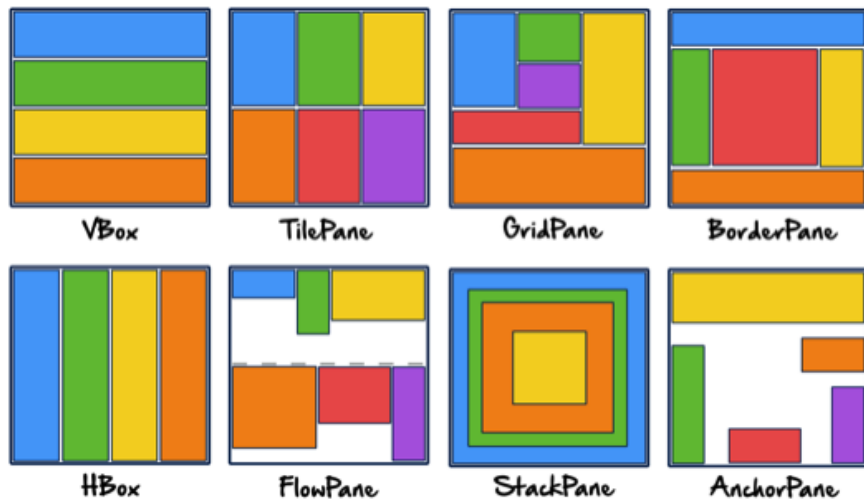 VBox
TilePane
GridPane
BorderPane
HBox
FlowPane
StackPane
AnchorPane